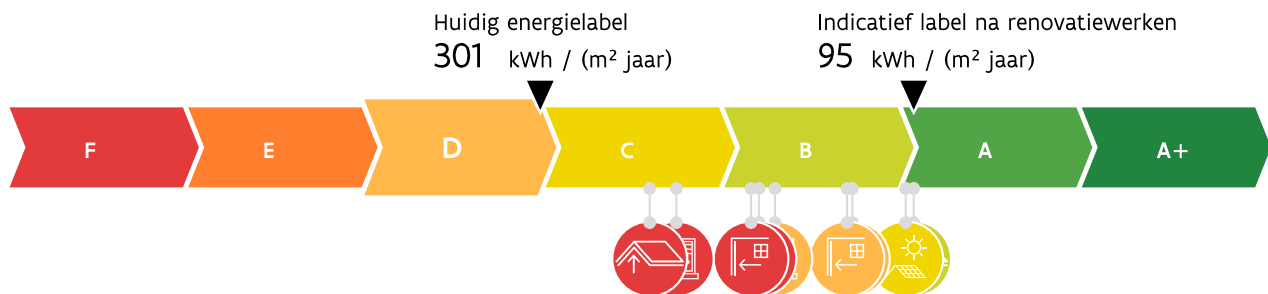 Huidig energielabel
301 kWh / (m² jaar)
Indicatief label na renovatiewerken
95 kWh / (m² jaar)
F
E
D
C
B
A
A+